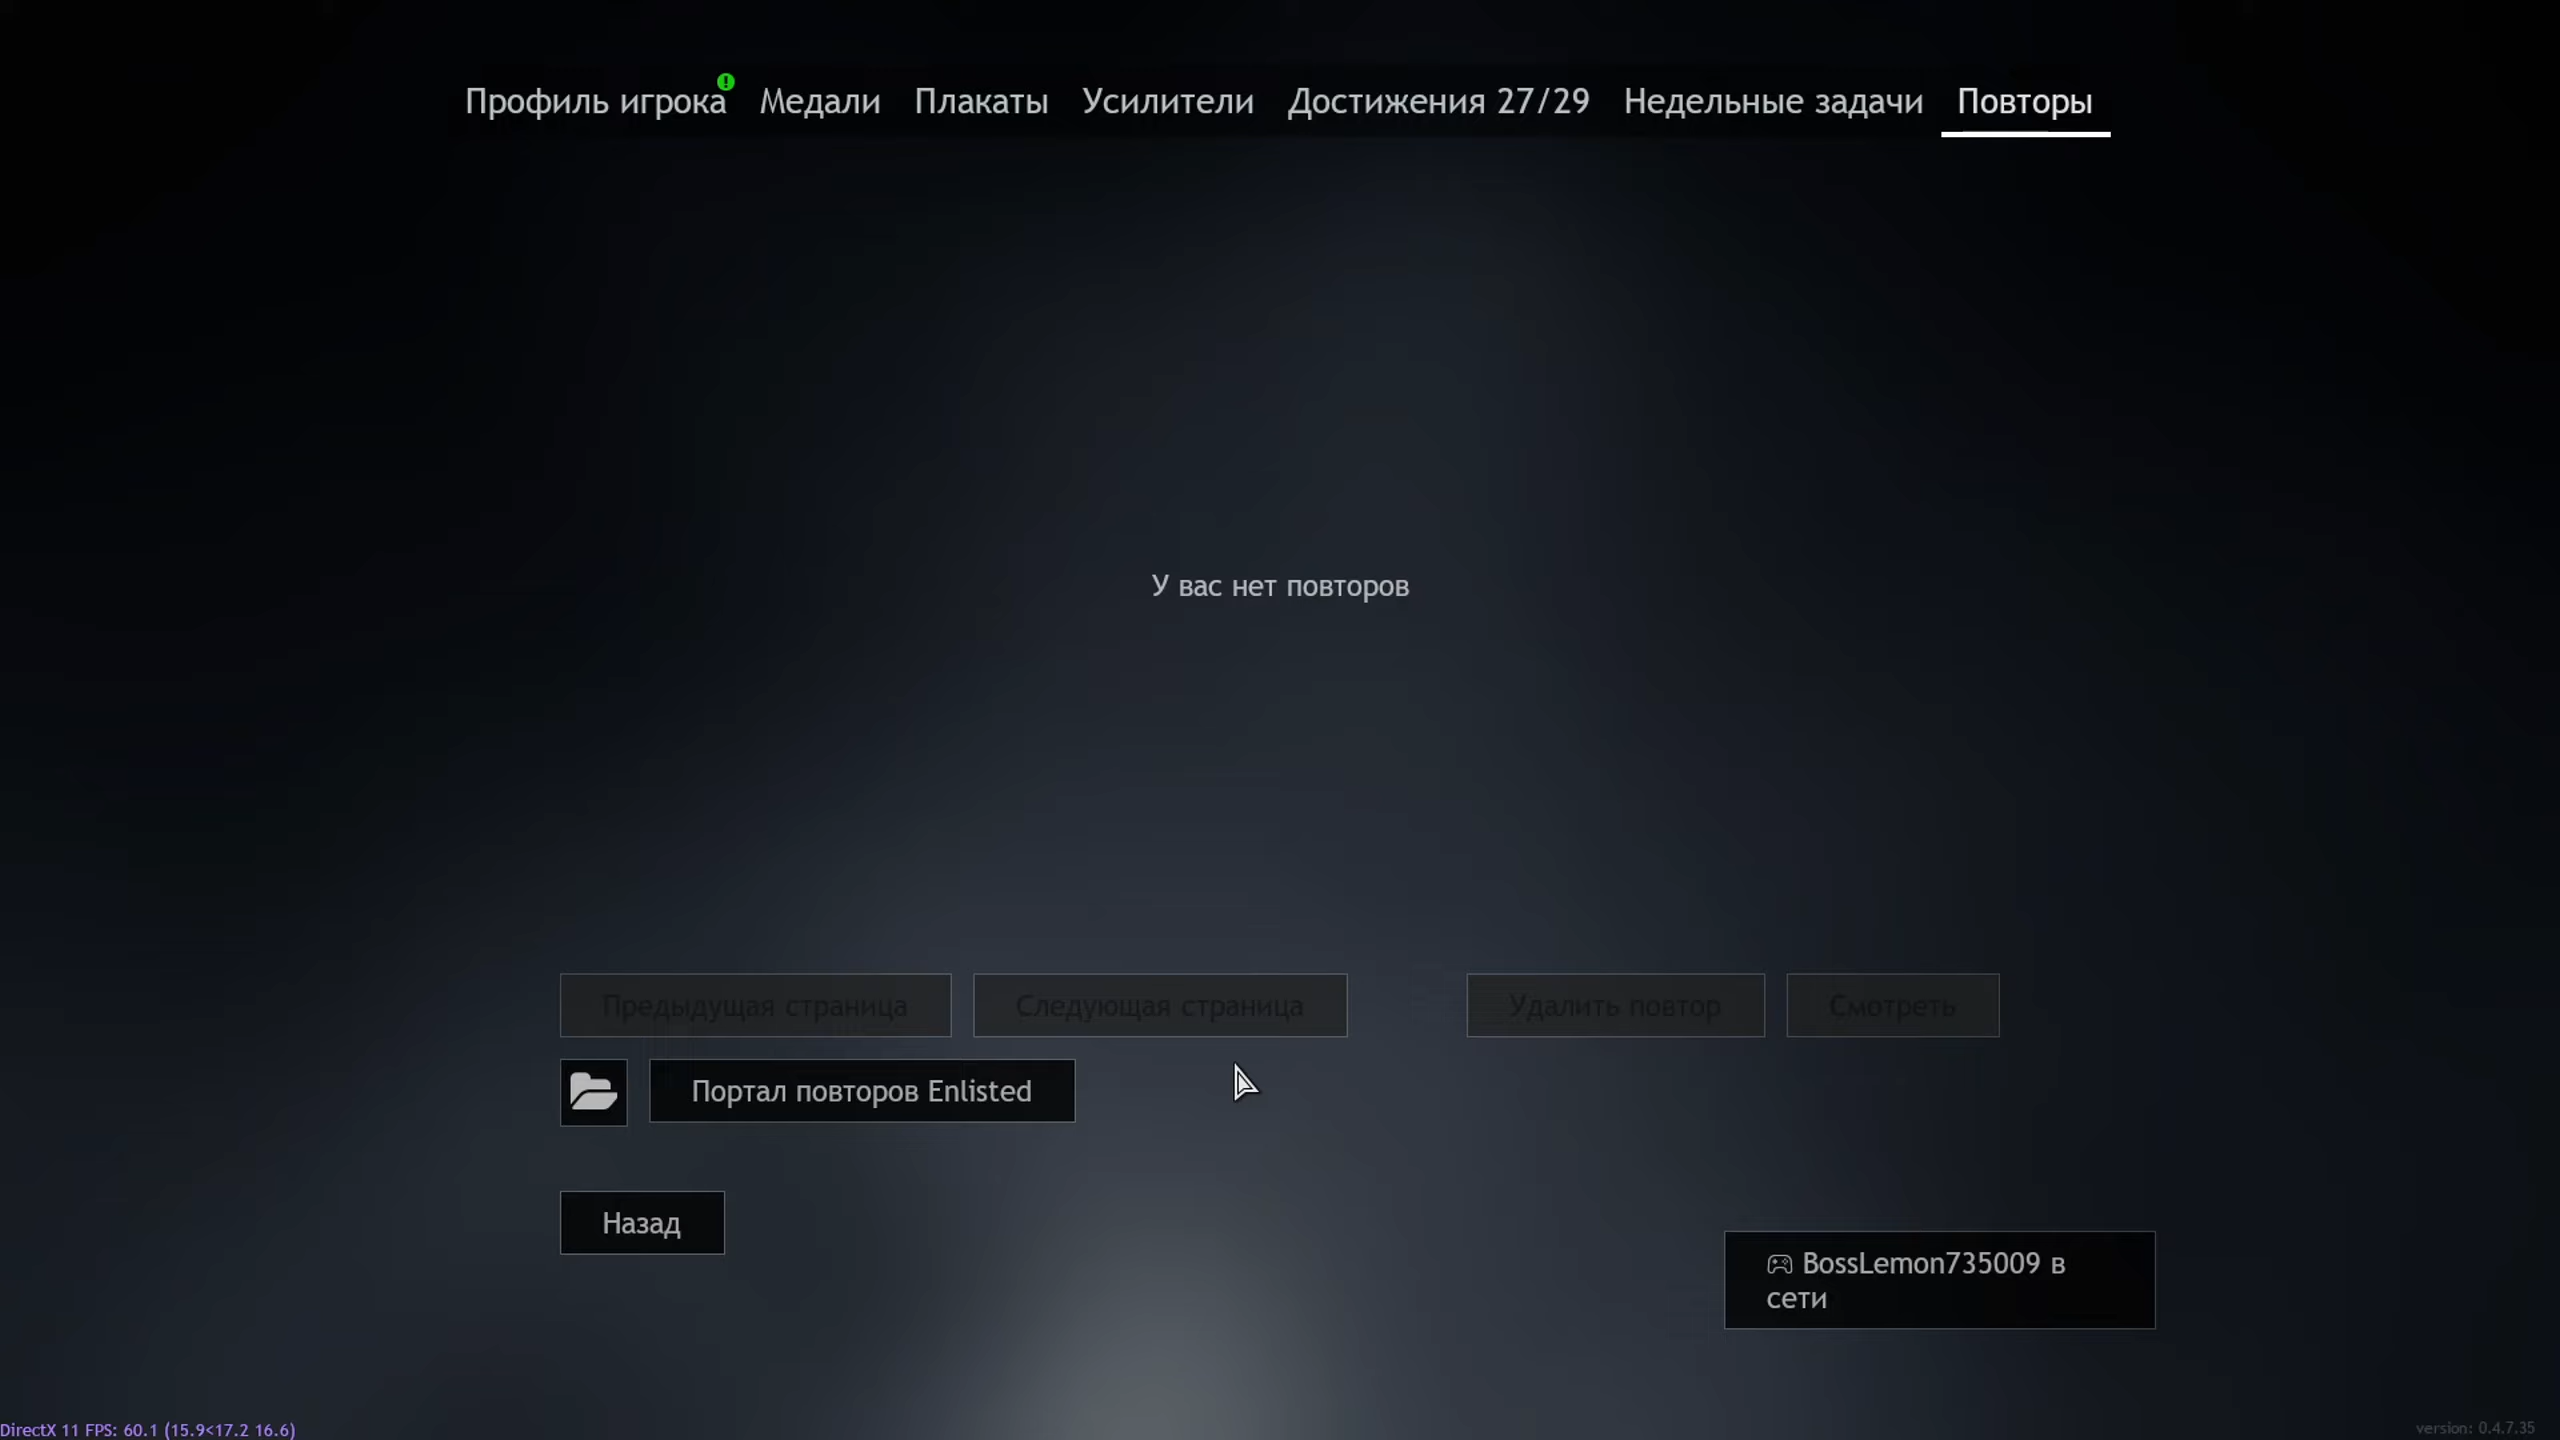 Профиль игрока Медали Плакаты Усилители Достижения 27/29 Недельные задачи Повторы
У вас нет повторов
Предыдущая страница Следующая страница Удалить повтор Смотреть
Портал повторов Enlisted
Назад
BossLemon735009 в
сети
DirectX 11 FPS: 60.1 (15.9<17.2 16.6)
version: 0.4.7.35